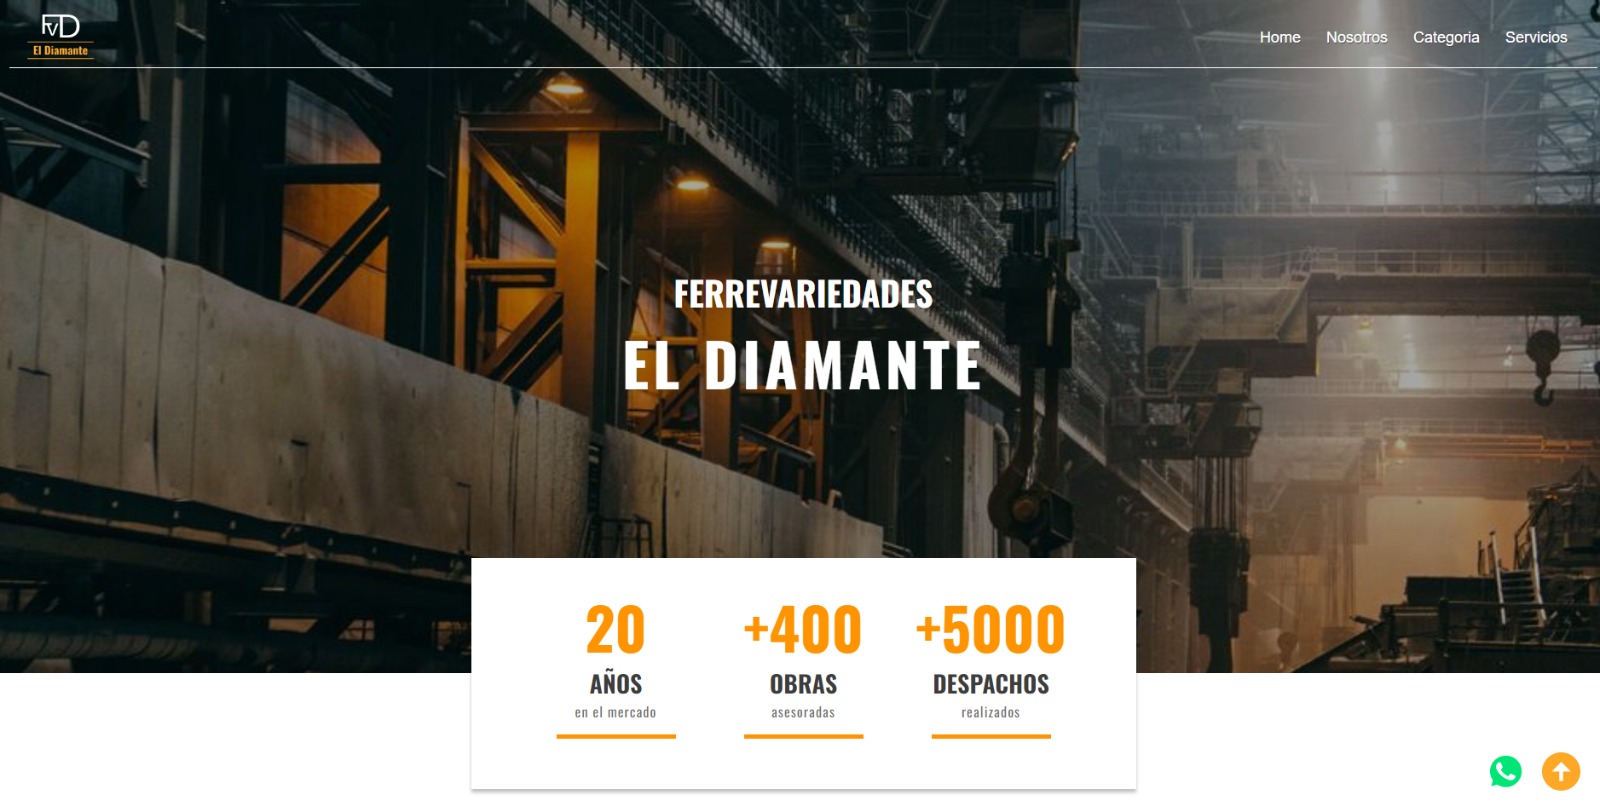 FVD
El Diamante
Home Nosotros Categoria Servicios
FERREVARIEDADES
EL DIAMANTE
20 +400 +5000
AÑOS OBRAS DESPACHOS
en el mercado asesoradas realizados